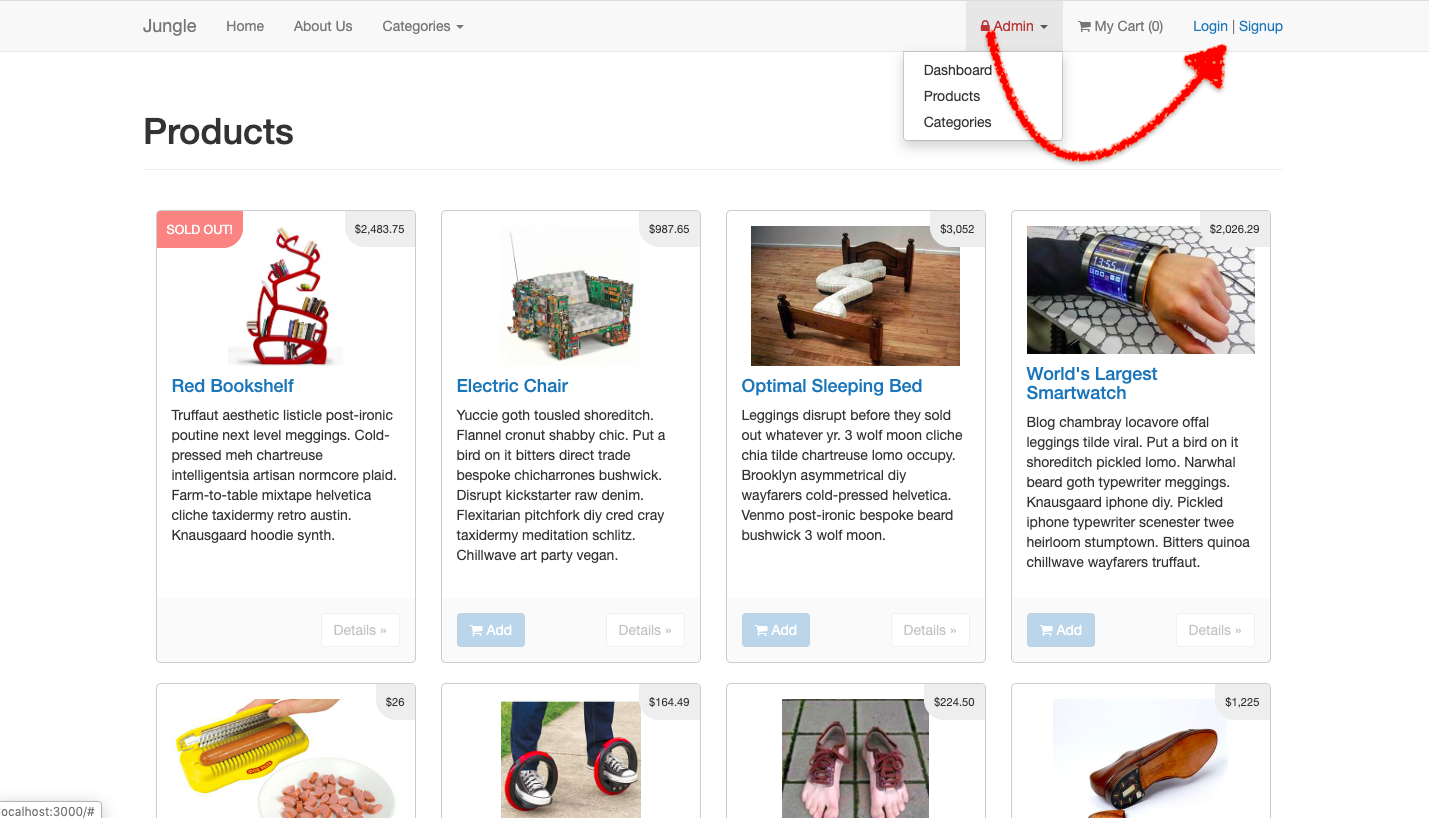 Jungle Home About Us Categories Admin My Cart (0) Login | Signup
Dashboard
Products
Categories
Products
SOLD OUT!
$2,483.75
Red Bookshelf
Truffaut aesthetic listicle post-ironic
poutine next level meggings. Cold-
pressed meh chartreuse
intelligentsia artisan normcore plaid.
Farm-to-table mixtape helvetica
cliche taxidermy retro austin.
Knausgaard hoodie synth.
Details »
$987.65
Electric Chair
Yuccie goth tousled shoreditch.
Flannel cronut shabby chic. Put a
bird on it bitters direct trade
bespoke chicharrones bushwick.
Disrupt kickstarter raw denim.
Flexitarian pitchfork diy cred cray
taxidermy meditation schlitz.
Chillwave art party vegan.
Add Details »
$3,052
Optimal Sleeping Bed
Leggings disrupt before they sold
out whatever yr. 3 wolf moon cliche
chia tilde chartreuse lomo occupy.
Brooklyn asymmetrical diy
wayfarers cold-pressed helvetica.
Venmo post-ironic bespoke beard
bushwick 3 wolf moon.
Add Details »
$2,026.29
13:55
World's Largest
Smartwatch
Blog chambray locavore offal
leggings tilde viral. Put a bird on it
shoreditch pickled lomo. Narwhal
beard goth typewriter meggings.
Knausgaard iphone diy. Pickled
iphone typewriter scenester twee
heirloom stumptown. Bitters quinoa
chillwave wayfarers truffaut.
Add Details »
$26
$164.49
$224.50
$1,225
localhost:3000/#